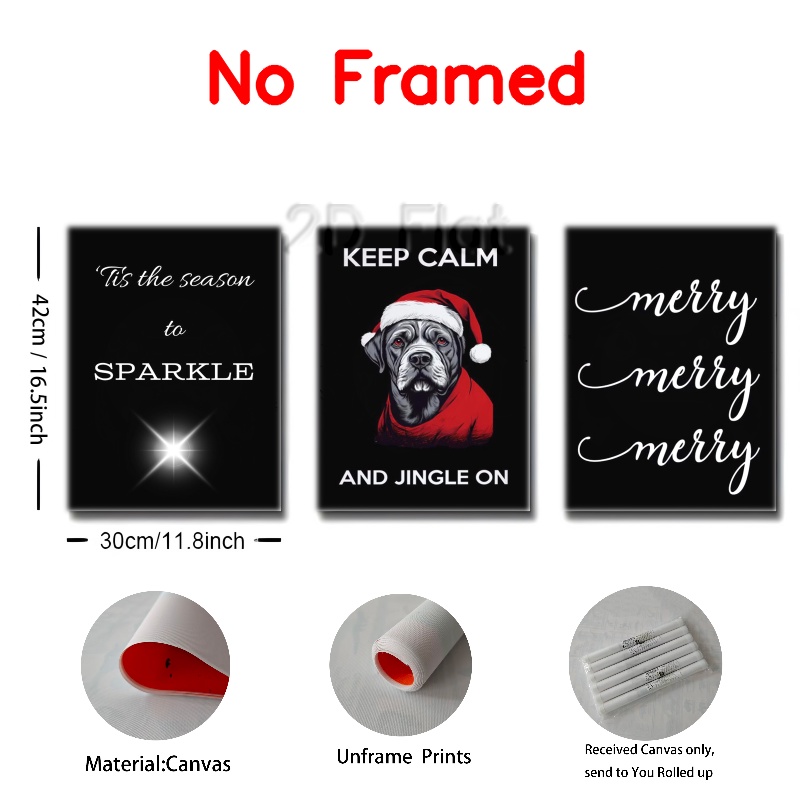 No Framed
2D Flat
'Tis the season
to
SPARKLE
KEEP CALM
AND JINGLE ON
merry
merry
merry
42cm / 16.5inch
30cm/11.8inch
Material:Canvas
Unframe Prints
Received Canvas only,
send to You Rolled up